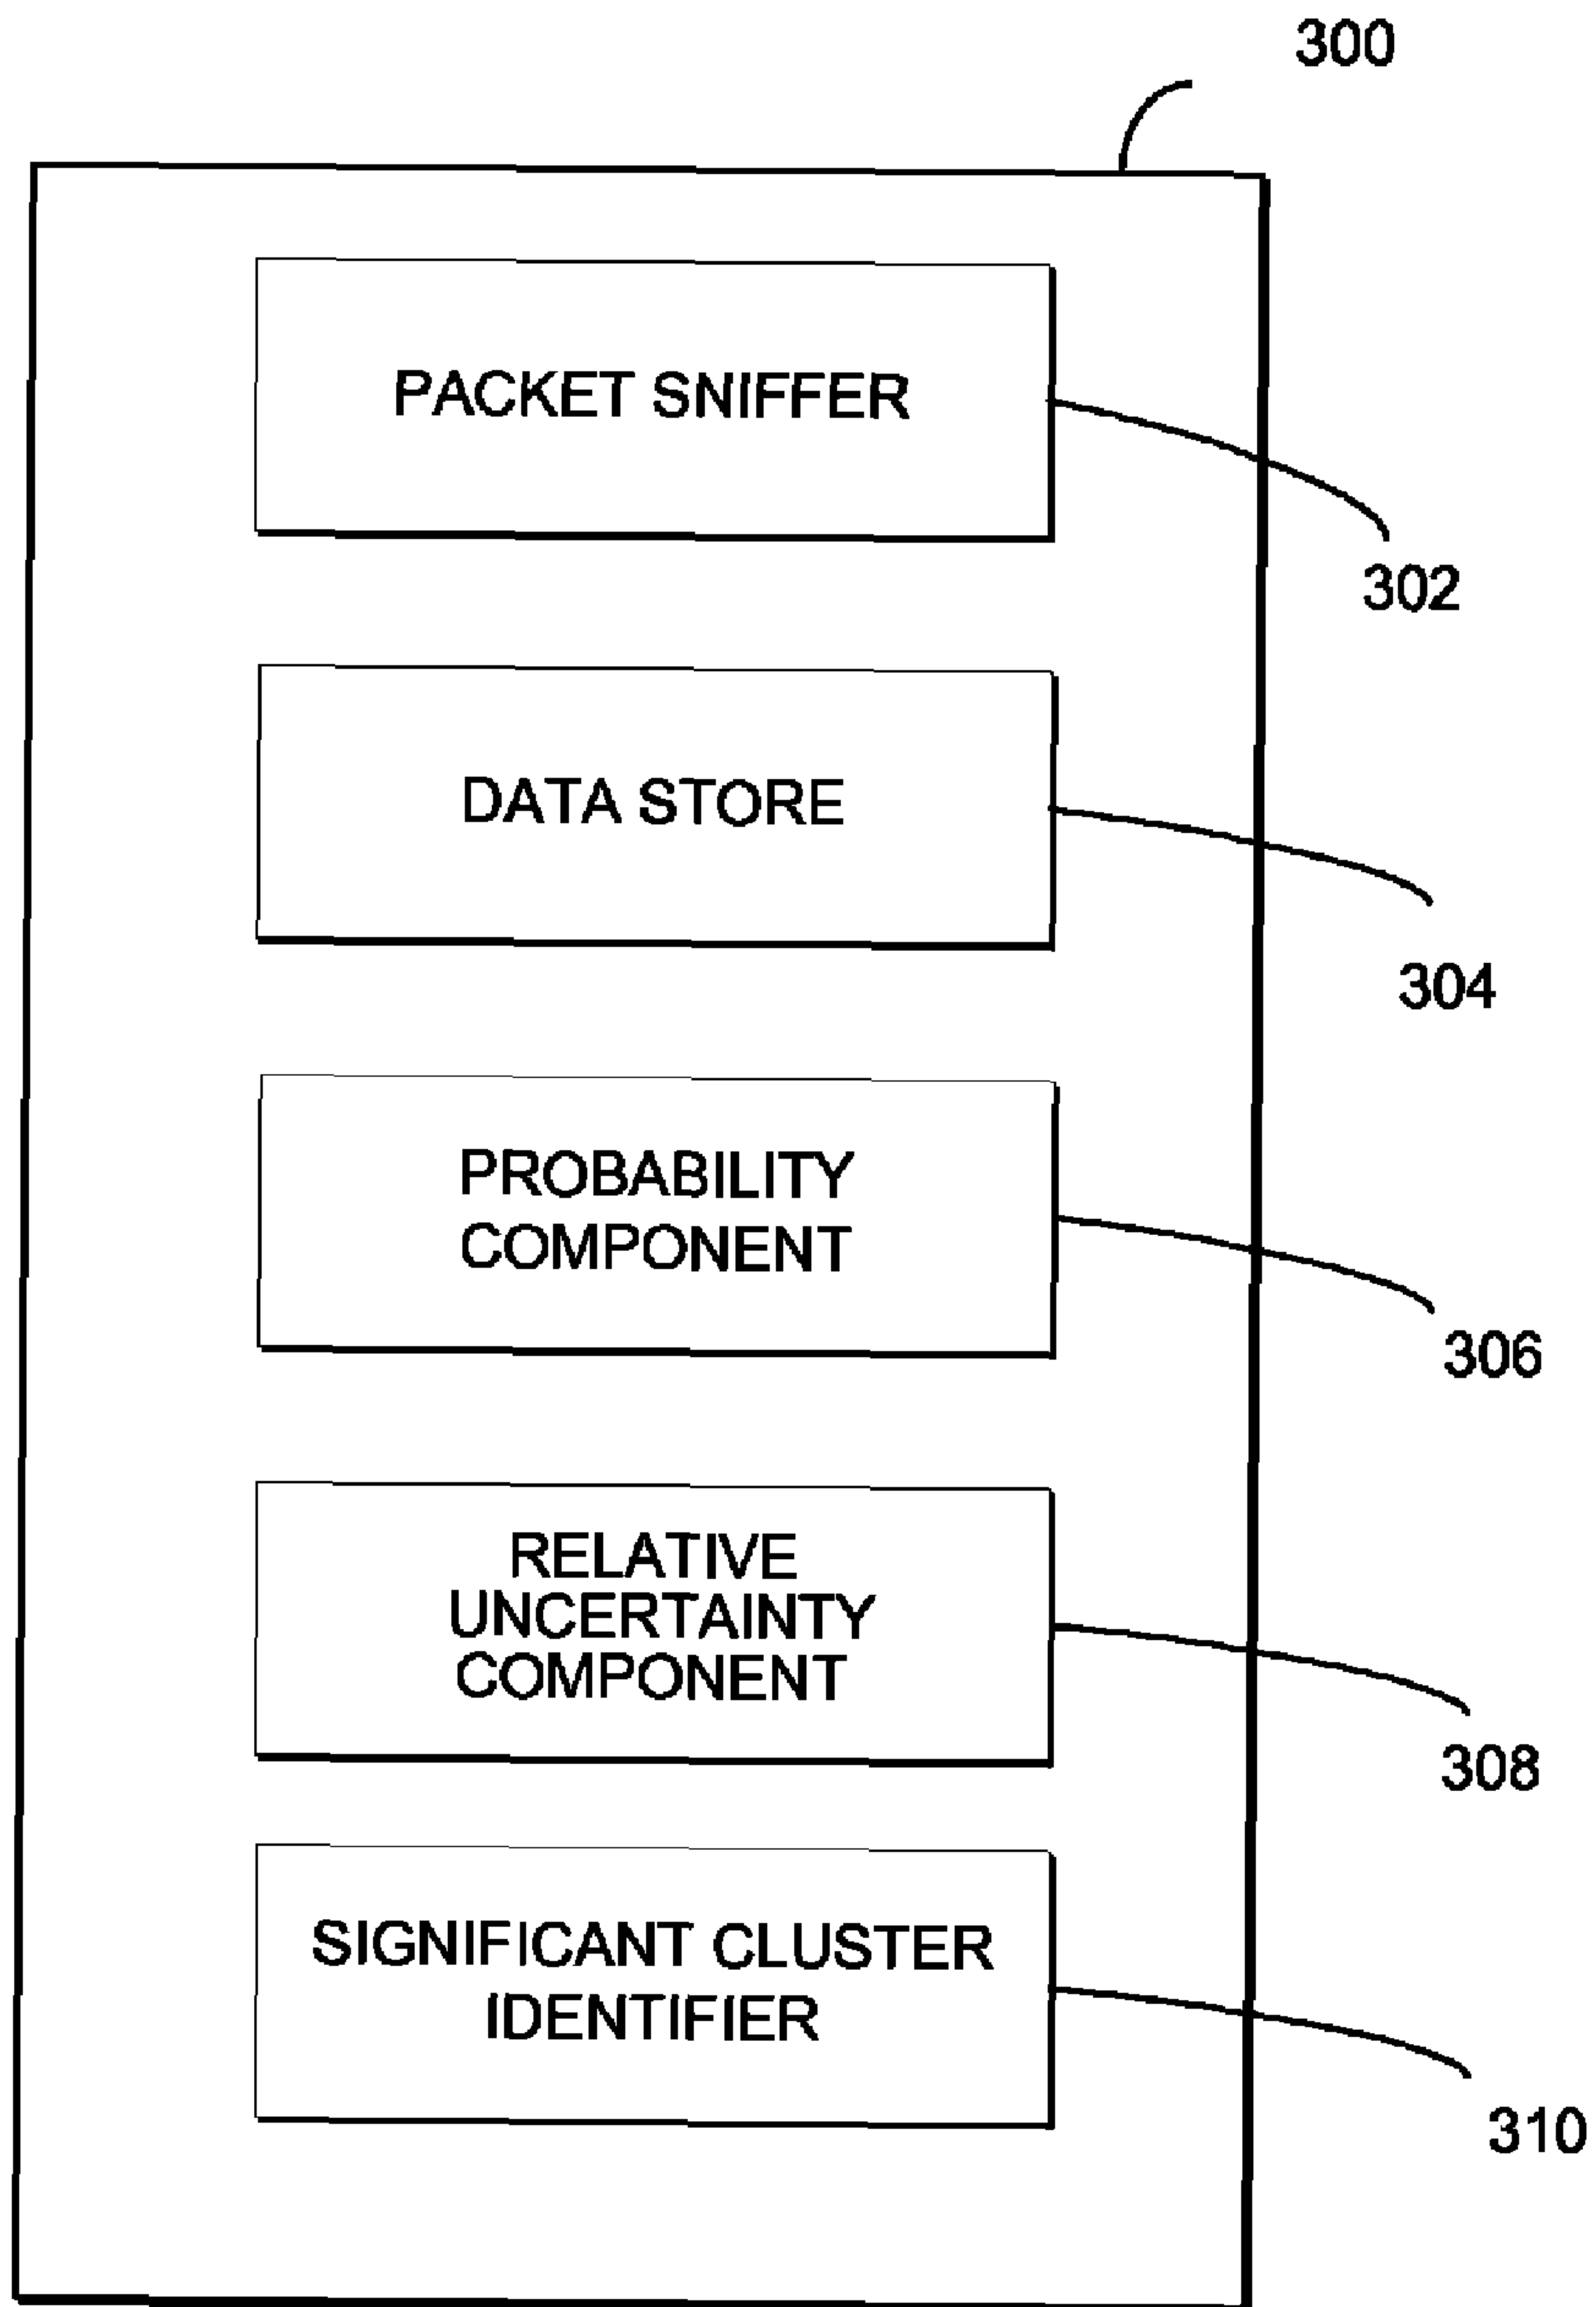 300
PACKET SNIFFER
302
DATA STORE
304
PROBABILITY
COMPONENT
306
RELATIVE
UNCERTAINTY
COMPONENT
308
SIGNIFICANT CLUSTER
IDENTIFIER
310